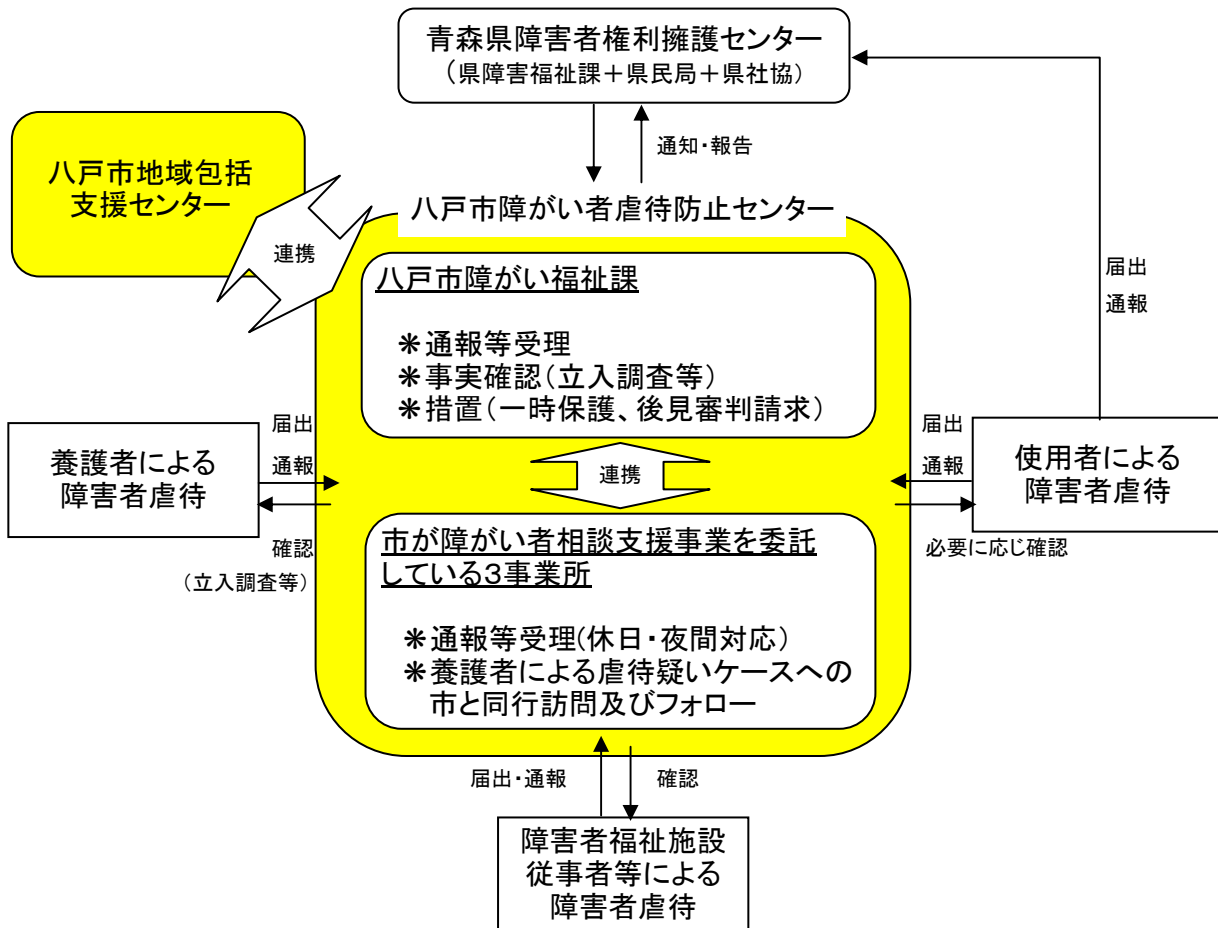 青森県障害者権利擁護センター
（県障害福祉課＋県民局＋県社協）
通知・報告
八戸市地域包括
支援センター
連携
八戸市障がい者虐待防止センター
八戸市障がい福祉課
＊通報等受理
＊事実確認（立入調査等）
＊措置（一時保護、後見審判請求）
届出
通報
養護者による
障害者虐待
届出
通報
確認
（立入調査等）
連携
届出
通報
使用者による
障害者虐待
必要に応じ確認
市が障がい者相談支援事業を委託
している３事業所
＊通報等受理(休日・夜間対応)
＊養護者による虐待疑いケースへの
市と同行訪問及びフォロー
届出・通報
確認
障害者福祉施設
従事者等による
障害者虐待